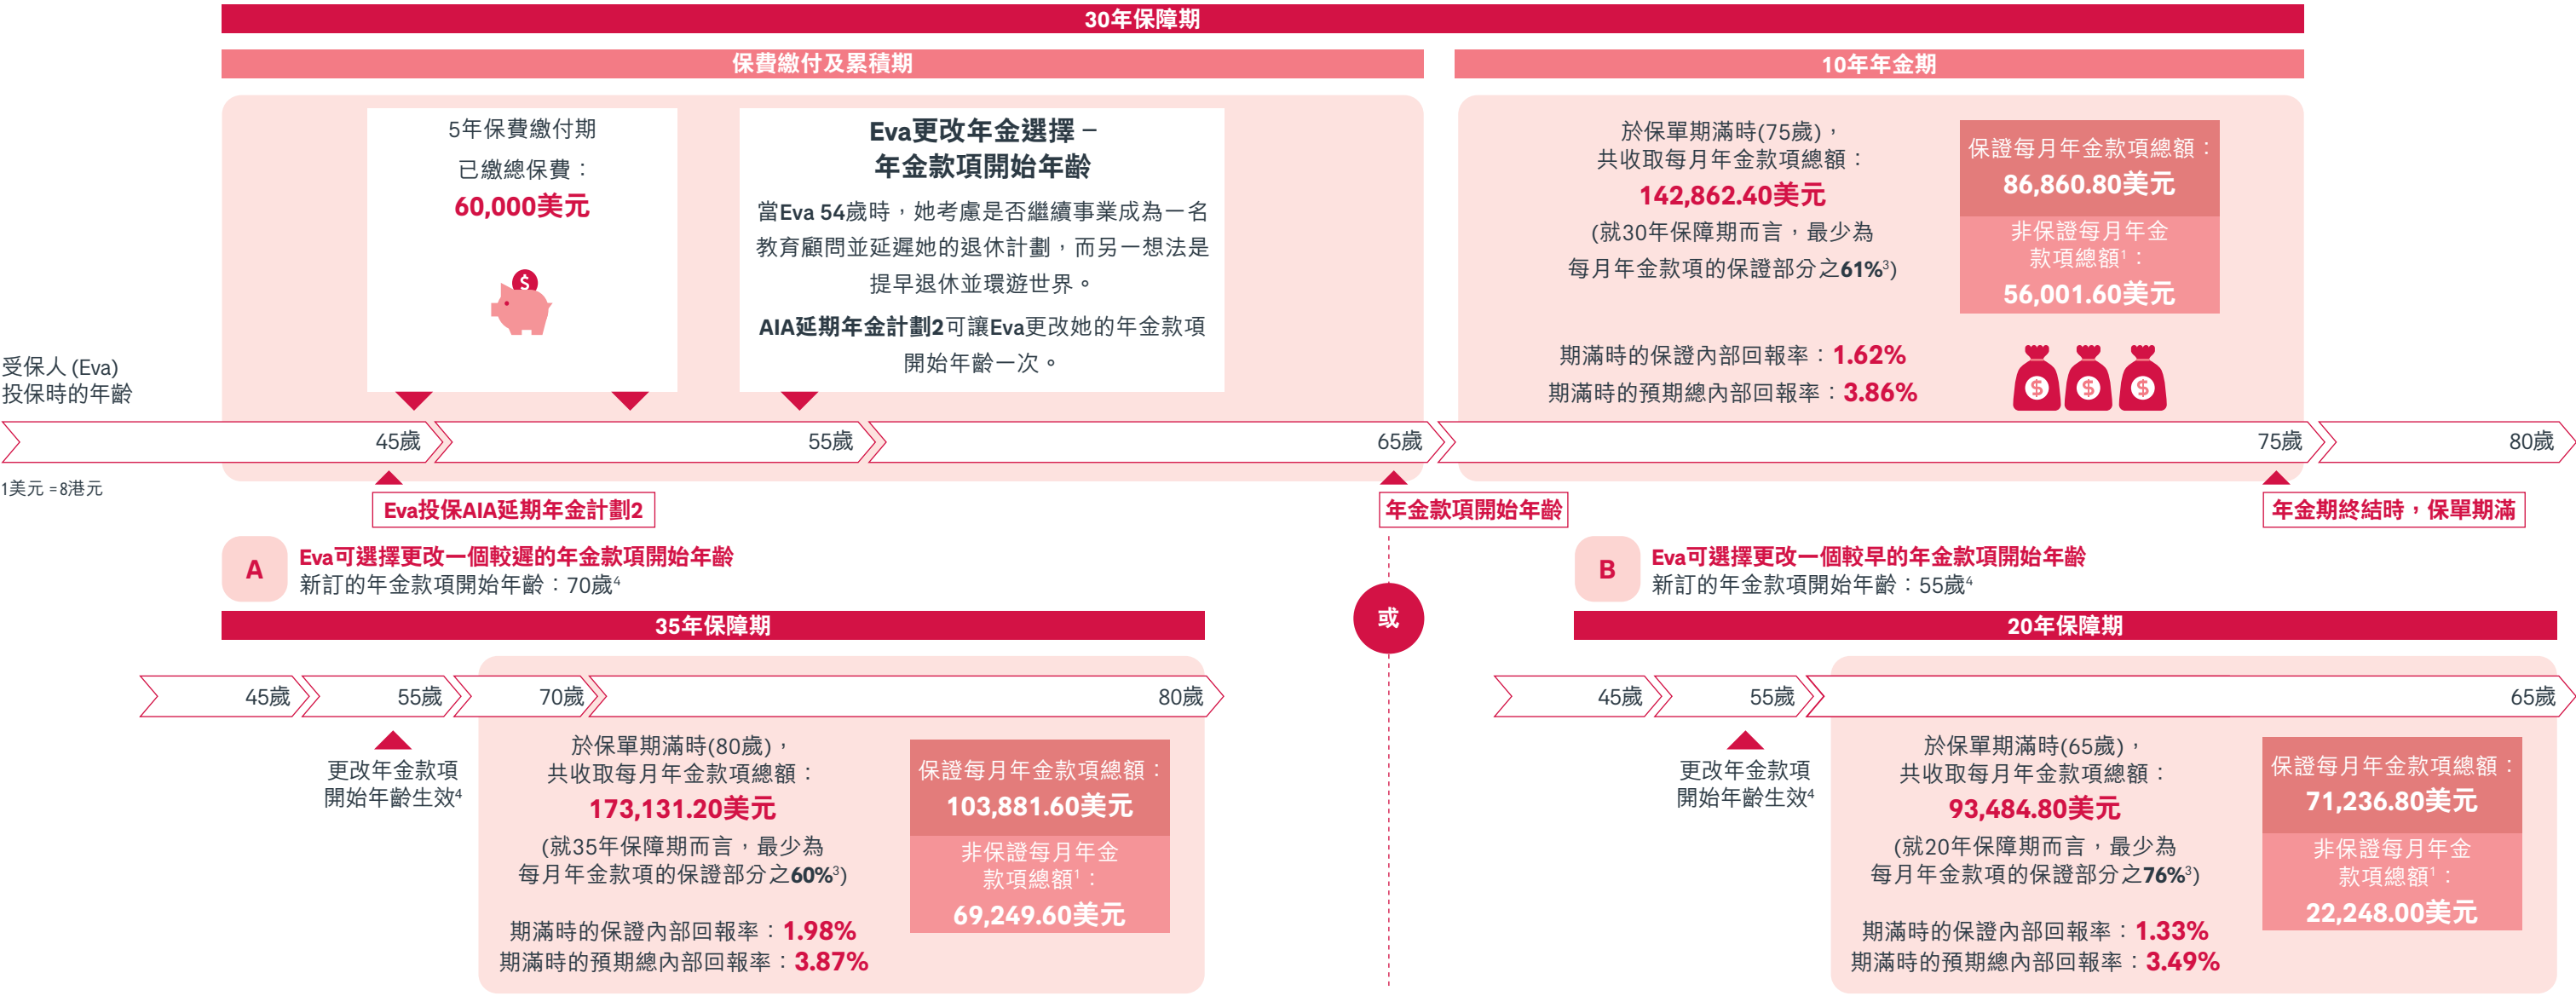 30年保障期
保費繳付及累積期
10年年金期
5年保費繳付期
已繳總保費：
60,000美元
$
Eva更改年金選擇 –
年金款項開始年齡
當Eva 54歲時，她考慮是否繼續事業成為一名
教育顧問並延遲她的退休計劃，而另一想法是
提早退休並環遊世界。
AIA延期年金計劃2可讓Eva更改她的年金款項
開始年齡一次。
於保單期滿時(75歲)，
共收取每月年金款項總額：
142,862.40美元
(就30年保障期而言，最少為
每月年金款項的保證部分之61%³)
保證每月年金款項總額：
86,860.80美元
非保證每月年金
款項總額¹：
56,001.60美元
期滿時的保證內部回報率：1.62%
期滿時的預期總內部回報率：3.86%
$ $ $
受保人 (Eva)
投保時的年齡
45歲
55歲
65歲
75歲
80歲
1美元 = 8港元
Eva投保AIA延期年金計劃2
年金款項開始年齡
年金期終結時，保單期滿
A
Eva可選擇更改一個較遲的年金款項開始年齡
新訂的年金款項開始年齡：70歲⁴
35年保障期
45歲
55歲
70歲
80歲
更改年金款項
開始年齡生效⁴
於保單期滿時(80歲)，
共收取每月年金款項總額：
173,131.20美元
(就35年保障期而言，最少為
每月年金款項的保證部分之60%³)
保證每月年金款項總額：
103,881.60美元
非保證每月年金
款項總額¹：
69,249.60美元
期滿時的保證內部回報率：1.98%
期滿時的預期總內部回報率：3.87%
或
B
Eva可選擇更改一個較早的年金款項開始年齡
新訂的年金款項開始年齡：55歲⁴
20年保障期
45歲
55歲
65歲
更改年金款項
開始年齡生效⁴
於保單期滿時(65歲)，
共收取每月年金款項總額：
93,484.80美元
(就20年保障期而言，最少為
每月年金款項的保證部分之76%³)
保證每月年金款項總額：
71,236.80美元
非保證每月年金
款項總額¹：
22,248.00美元
期滿時的保證內部回報率：1.33%
期滿時的預期總內部回報率：3.49%